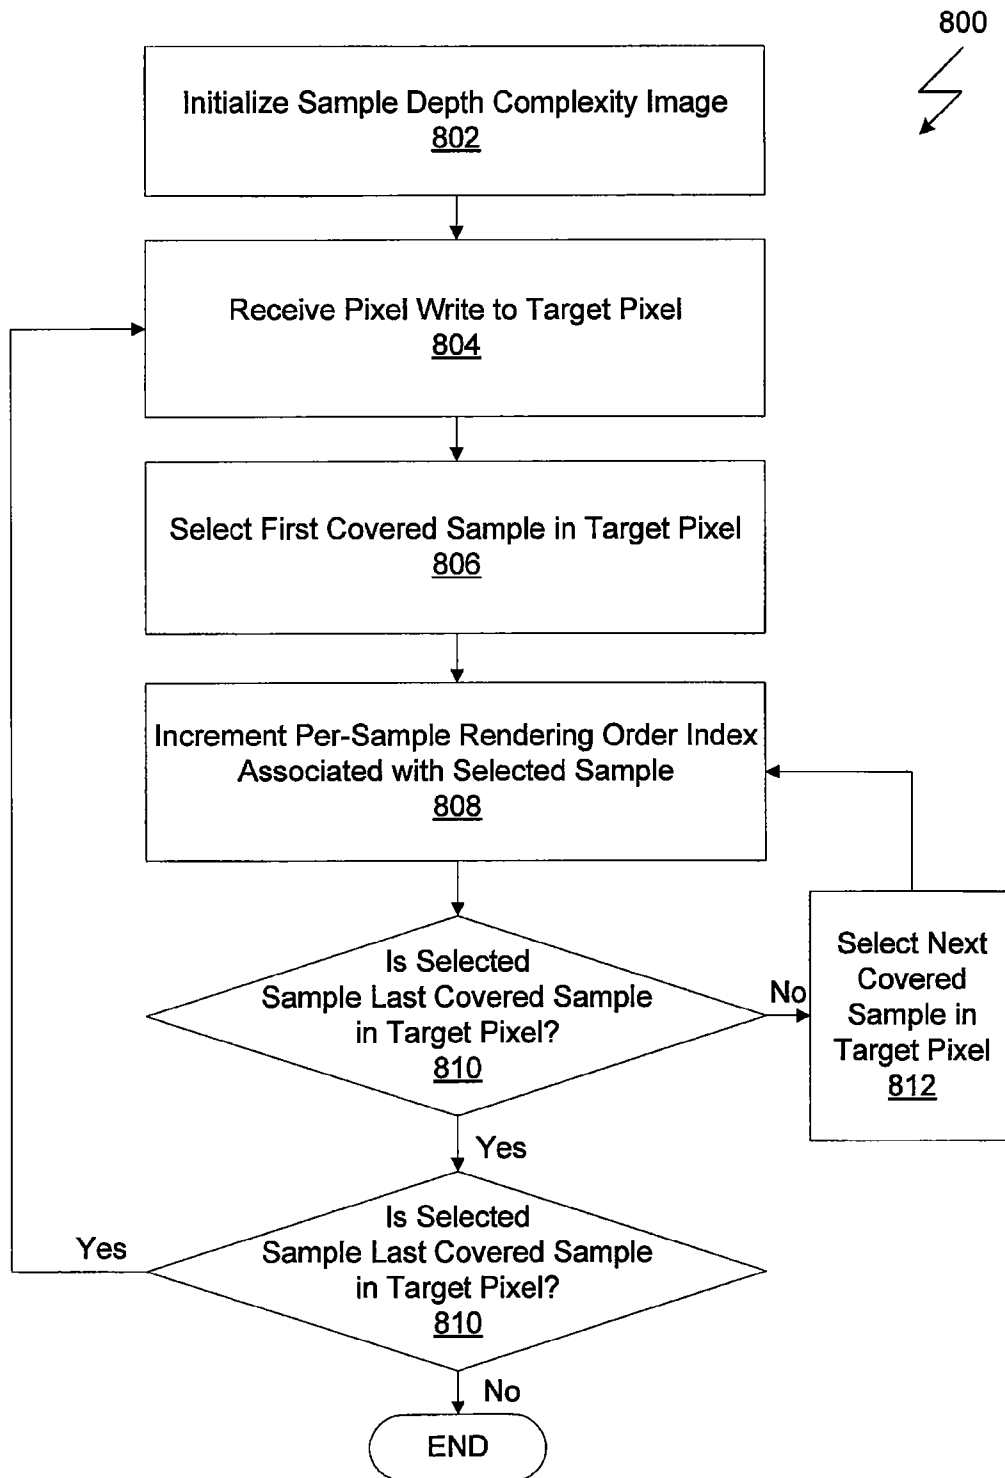 800
Initialize Sample Depth Complexity Image
802
Receive Pixel Write to Target Pixel
804
Select First Covered Sample in Target Pixel
806
Increment Per-Sample Rendering Order Index
Associated with Selected Sample
808
Is Selected
Sample Last Covered Sample
in Target Pixel?
810
No
Select Next
Covered
Sample in
Target Pixel
812
Yes
Is Selected
Sample Last Covered Sample
in Target Pixel?
810
Yes
No
END